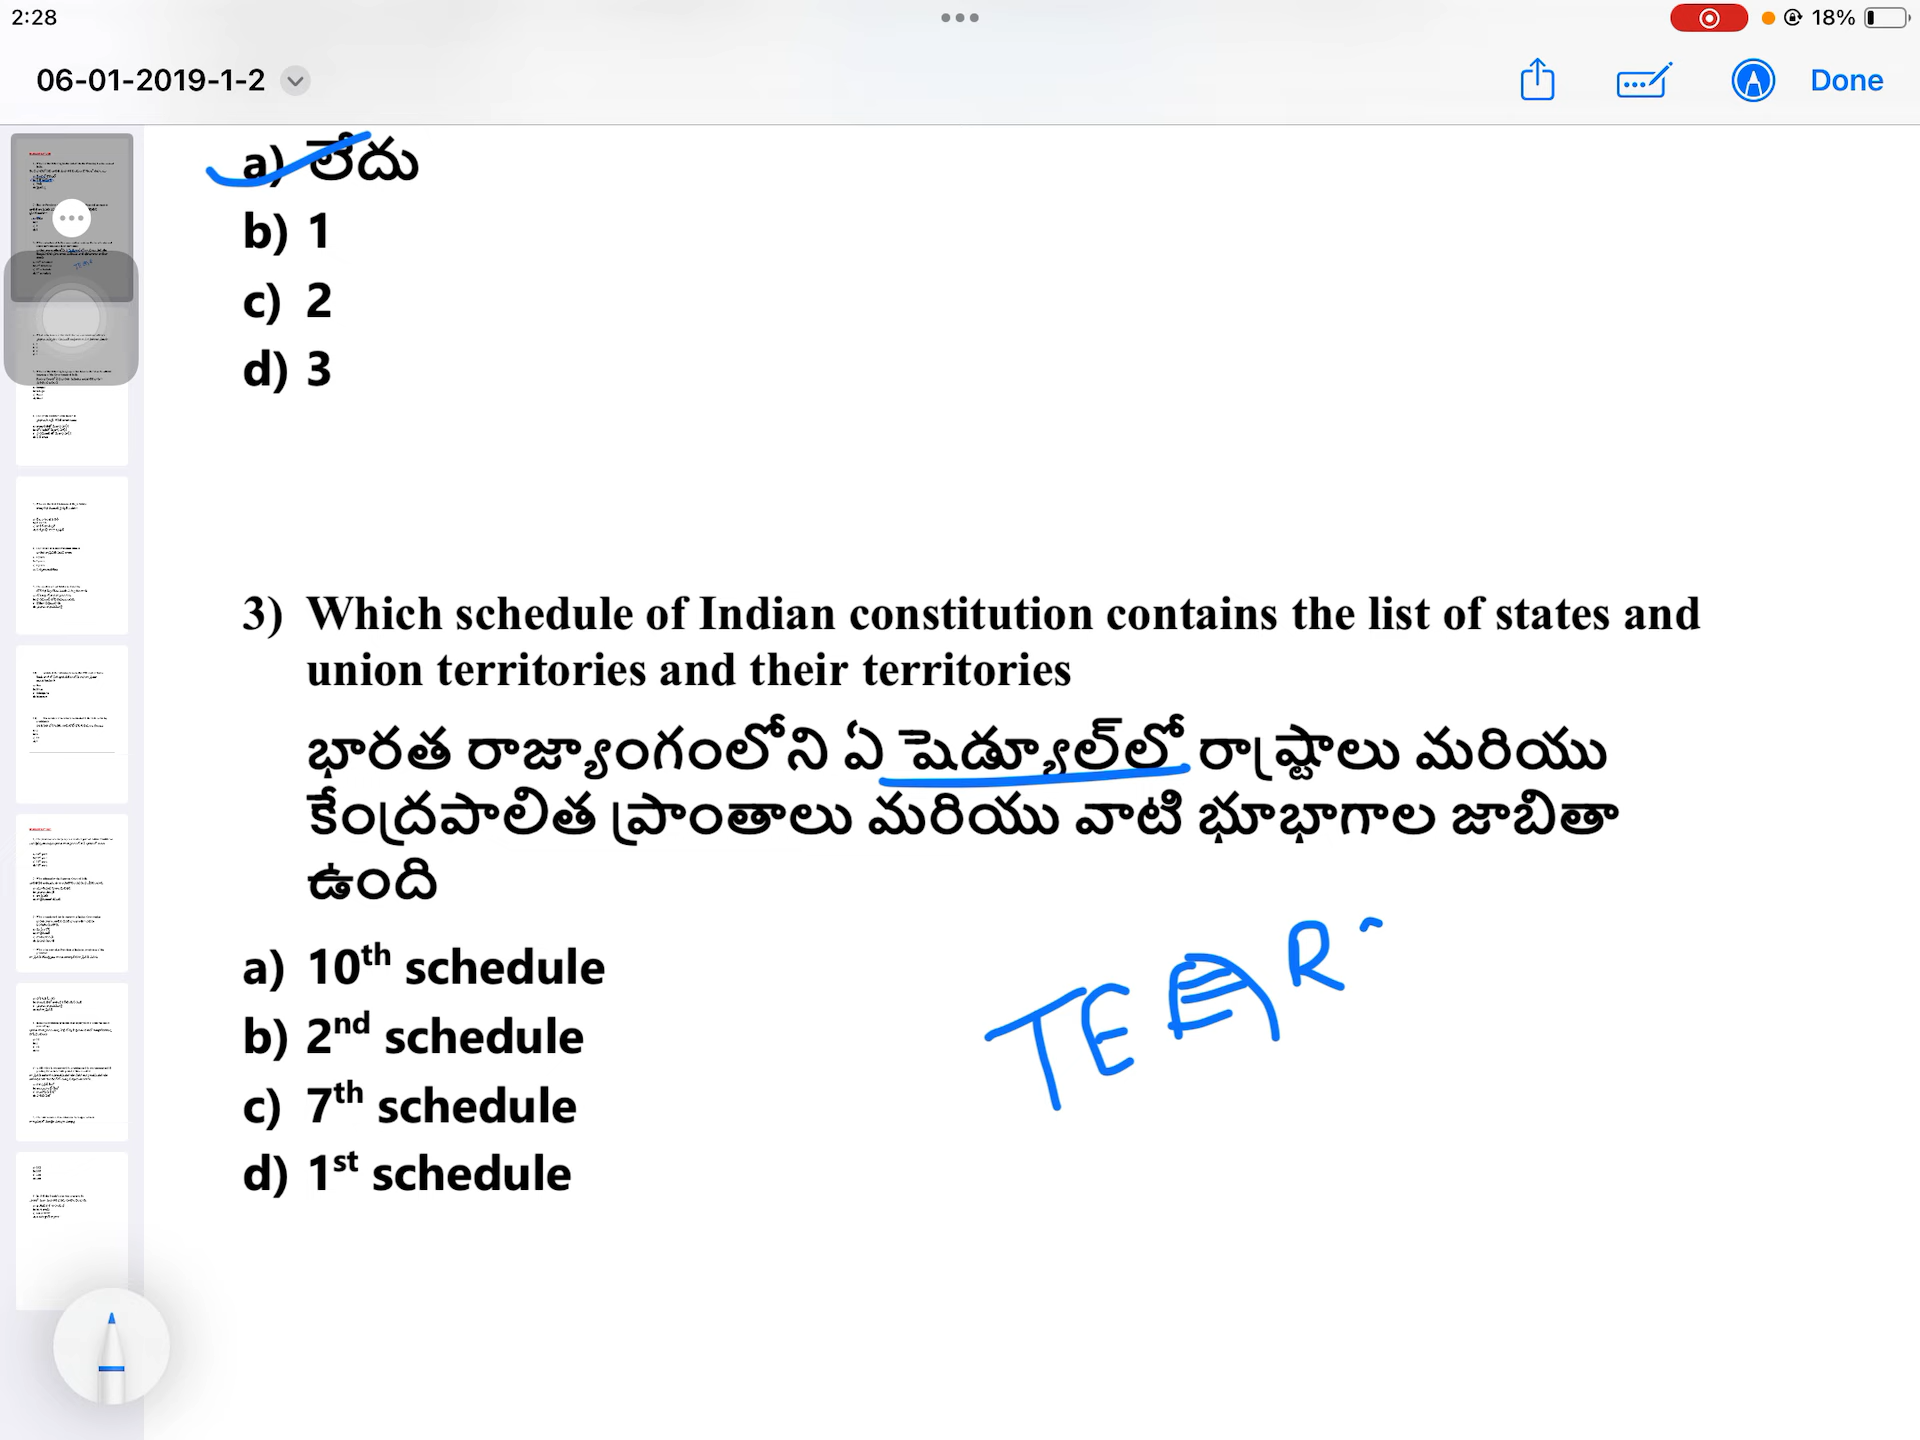 2:28
18%
06-01-2019-1-2
Done
a) లేదు
b) 1
c) 2
d) 3
3) Which schedule of Indian constitution contains the list of states and
union territories and their territories
భారత రాజ్యాంగంలోని ఏ షెడ్యూల్‌లో రాష్ట్రాలు మరియు
కేంద్రపాలిత ప్రాంతాలు మరియు వాటి భూభాగాల జాబితా
ఉంది
TEAR
a) 10th schedule
b) 2nd schedule
c) 7th schedule
d) 1st schedule